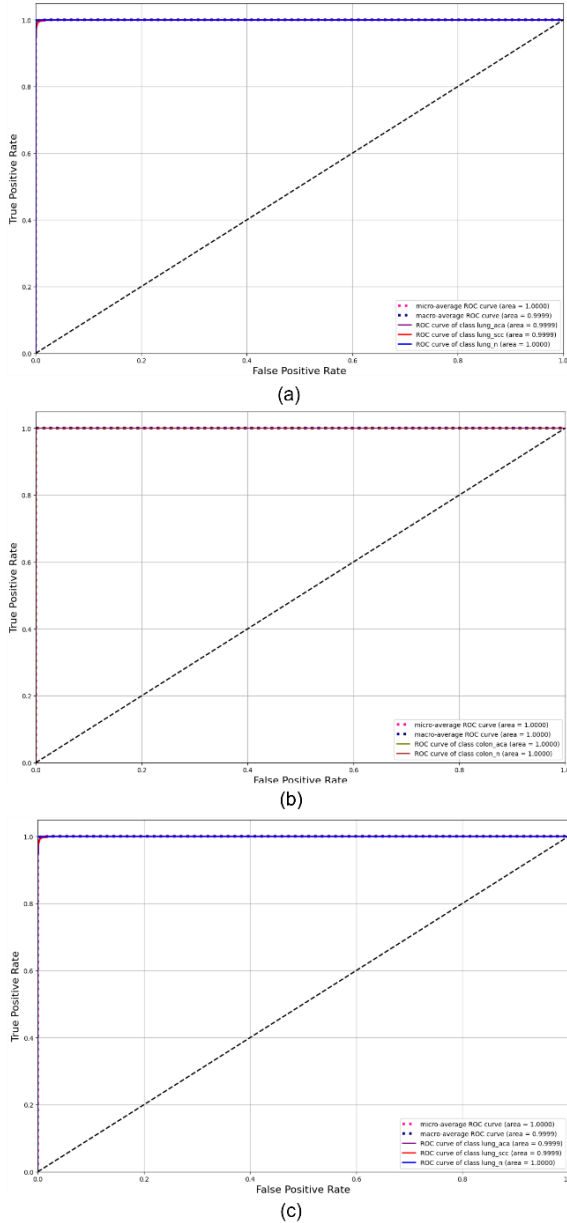 1.0
0.8
0.6
0.4
0.2
0.0
True Positive Rate
0.0 0.2 0.4 0.6 0.8 1.0
False Positive Rate
micro-average ROC curve (area = 1.0000)
macro-average ROC curve (area = 0.9999)
ROC curve of class lung_aca (area = 0.9999)
ROC curve of class lung_scc (area = 0.9999)
ROC curve of class lung_n (area = 1.0000)
(a)
1.0
0.8
0.6
0.4
0.2
0.0
True Positive Rate
0.0 0.2 0.4 0.6 0.8 1.0
False Positive Rate
micro-average ROC curve (area = 1.0000)
macro-average ROC curve (area = 1.0000)
ROC curve of class colon_aca (area = 1.0000)
ROC curve of class colon_n (area = 1.0000)
(b)
1.0
0.8
0.6
0.4
0.2
0.0
True Positive Rate
0.0 0.2 0.4 0.6 0.8
False Positive Rate
micro-average ROC curve (area = 1.0000)
macro-average ROC curve (area = 0.9999)
ROC curve of class lung_aca (area = 0.9999)
ROC curve of class lung_scc (area = 0.9999)
ROC curve of class lung_n (area = 1.0000)
(c)